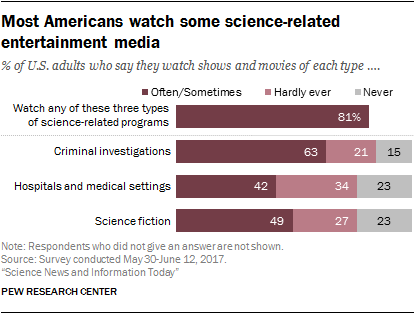 Most Americans watch some science-related
entertainment media
% of U.S. adults who say they watch shows and movies of each type ....
Often/Sometimes Hardly ever Never
Watch any of these three types
of science-related programs
81%
Criminal investigations 63 21 15
Hospitals and medical settings 42 34 23
Science fiction 49 27 23
Note: Respondents who did not give an answer are not shown.
Source: Survey conducted May 30-June 12, 2017.
“Science News and Information Today”
PEW RESEARCH CENTER